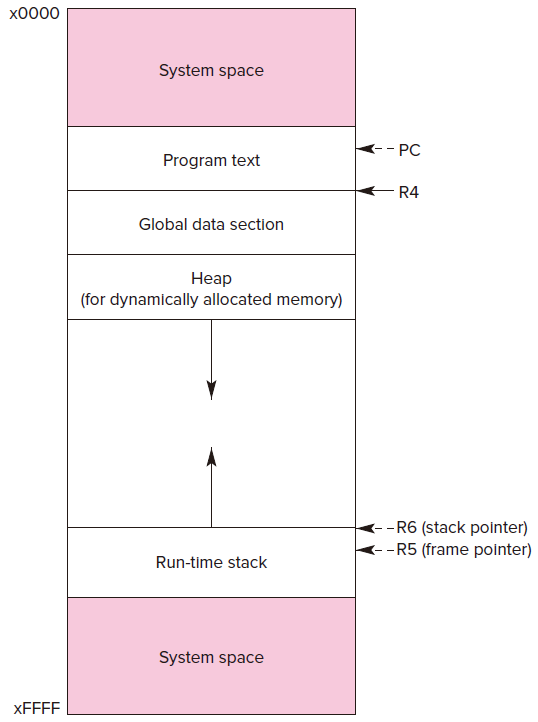 x0000
System space
PC
Program text
R4
Global data section
Heap
(for dynamically allocated memory)
R6 (stack pointer)
R5 (frame pointer)
Run-time stack
System space
xFFFF